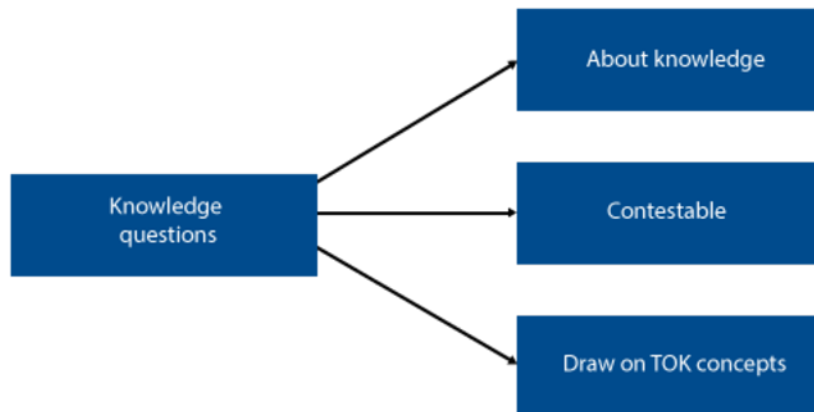 Knowledge
questions
About knowledge
Contestable
Draw on TOK concepts